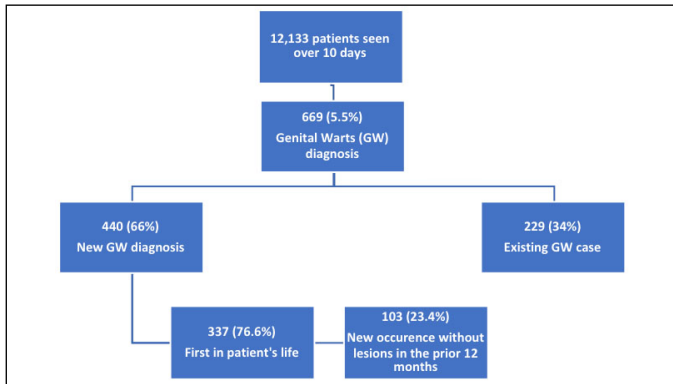 12,133 patients seen
over 10 days
669 (5.5%)
Genital Warts (GW)
diagnosis
440 (66%)
New GW diagnosis
229 (34%)
Existing GW case
337 (76.6%)
First in patient's life
103 (23.4%)
New occurence without
lesions in the prior 12
months